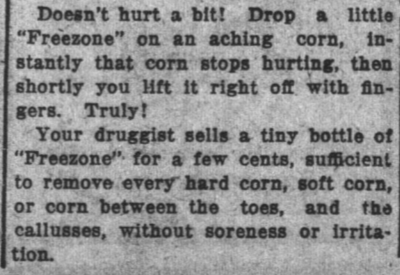 Doesn't hurt a bit! Drop a little
"Freezone" on an aching corn, in-
stantly that corn stops hurting, then
shortly you lift it right off with fin-
gers. Truly!
Your druggist sells a tiny bottle of
"Freezone" for a few cents, sufficient
to remove every hard corn, soft corn,
or corn between the toes, and the
callusses, without soreness or irrita-
tion.